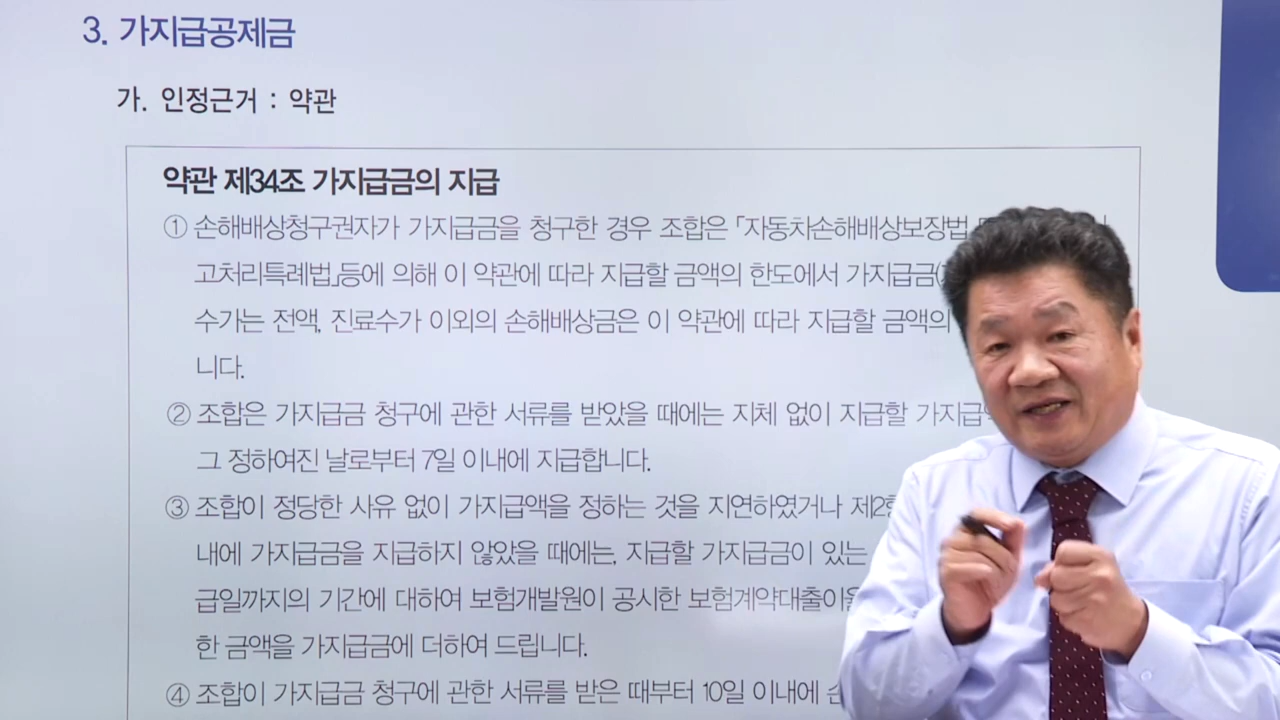 3. 가지급공제금
가. 인정근거 : 약관
약관 제34조 가지급금의 지급
① 손해배상청구권자가 가지급금을 청구한 경우 조합은 「자동차손해배상보장법
고처리특례법」등에 의해 이 약관에 따라 지급할 금액의 한도에서 가지급금(
수가는 전액, 진료수가 이외의 손해배상금은 이 약관에 따라 지급할 금액의
니다.
② 조합은 가지급금 청구에 관한 서류를 받았을 때에는 지체 없이 지급할 가지급
그 정하여진 날로부터 7일 이내에 지급합니다.
③ 조합이 정당한 사유 없이 가지급액을 정하는 것을 지연하였거나 제2항
내에 가지급금을 지급하지 않았을 때에는, 지급할 가지급금이 있는
급일까지의 기간에 대하여 보험개발원이 공시한 보험계약대출이율
한 금액을 가지급금에 더하여 드립니다.
④ 조합이 가지급금 청구에 관한 서류를 받은 때부터 10일 이내에